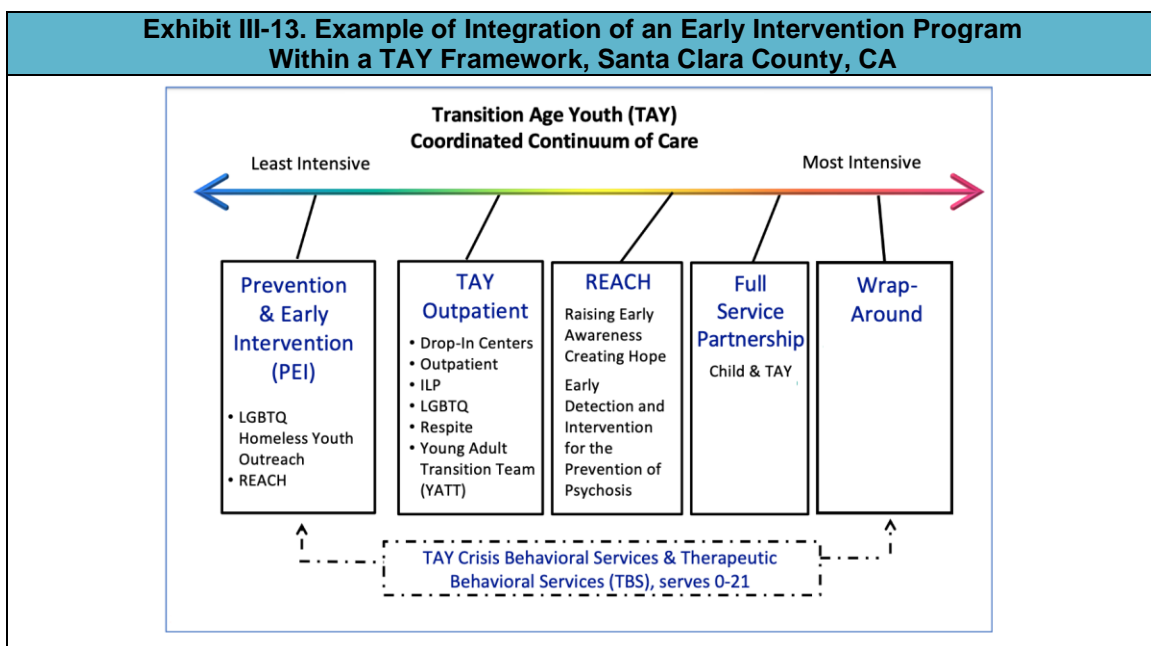 Exhibit III-13. Example of Integration of an Early Intervention Program
Within a TAY Framework, Santa Clara County, CA
Transition Age Youth (TAY)
Coordinated Continuum of Care
Least Intensive
Most Intensive
Prevention
& Early
Intervention
(PEI)
• LGBTQ
Homeless Youth
Outreach
• REACH
TAY
Outpatient
• Drop-In Centers
• Outpatient
• ILP
• LGBTQ
• Respite
• Young Adult
Transition Team
(YATT)
REACH
Raising Early
Awareness
Creating Hope
Early
Detection and
Intervention
for the
Prevention of
Psychosis
Full
Service
Partnership
Child & TAY
Wrap-
Around
TAY Crisis Behavioral Services & Therapeutic
Behavioral Services (TBS), serves 0-21